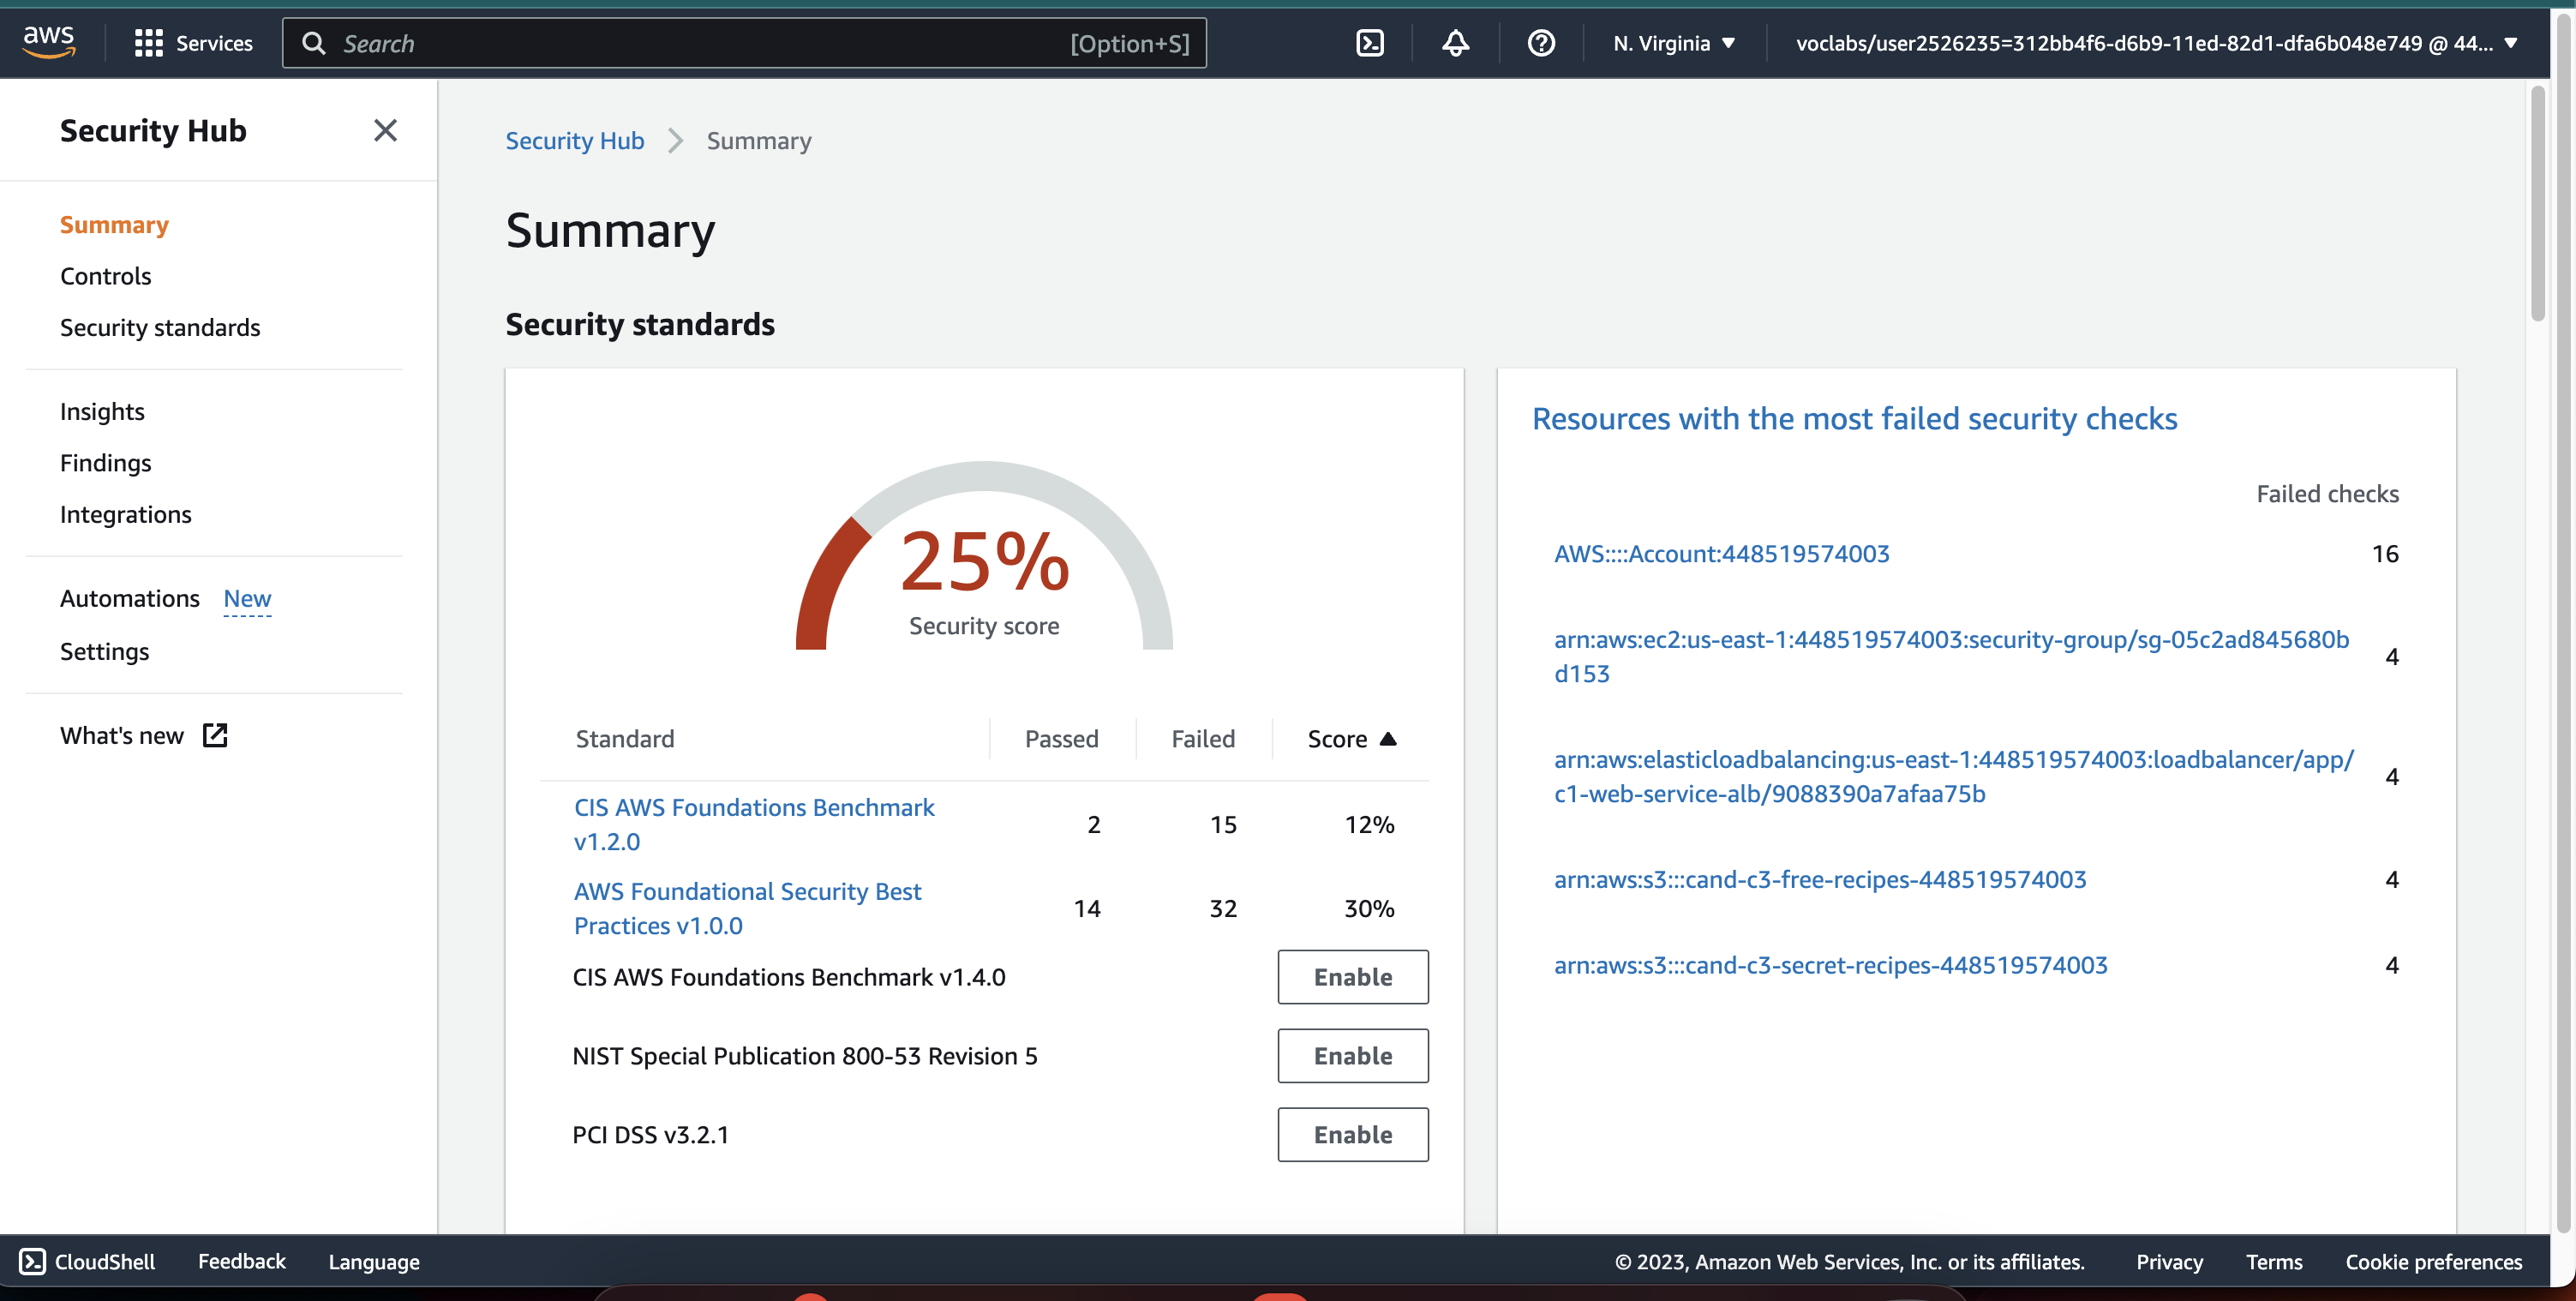 aws
Services
Search
[Option+S]
N. Virginia
voclabs/user2526235=312bb4f6-d6b9-11ed-82d1-dfa6b048e749 @ 44...
Security Hub
Summary
Controls
Security standards
Insights
Findings
Integrations
Automations New
Settings
What's new
Security Hub
Summary
Summary
Security standards
25%
Security score
Standard Passed Failed Score
CIS AWS Foundations Benchmark
v1.2.0
2 15 12%
AWS Foundational Security Best
Practices v1.0.0
14 32 30%
CIS AWS Foundations Benchmark v1.4.0 Enable
NIST Special Publication 800-53 Revision 5 Enable
PCI DSS v3.2.1 Enable
Resources with the most failed security checks
Failed checks
AWS::::Account:448519574003 16
arn:aws:ec2:us-east-1:448519574003:security-group/sg-05c2ad845680b
d153
4
arn:aws:elasticloadbalancing:us-east-1:448519574003:loadbalancer/app/
c1-web-service-alb/9088390a7afaa75b
4
arn:aws:s3:::cand-c3-free-recipes-448519574003 4
arn:aws:s3:::cand-c3-secret-recipes-448519574003 4
CloudShell
Feedback
Language
© 2023, Amazon Web Services, Inc. or its affiliates.
Privacy
Terms
Cookie preferences